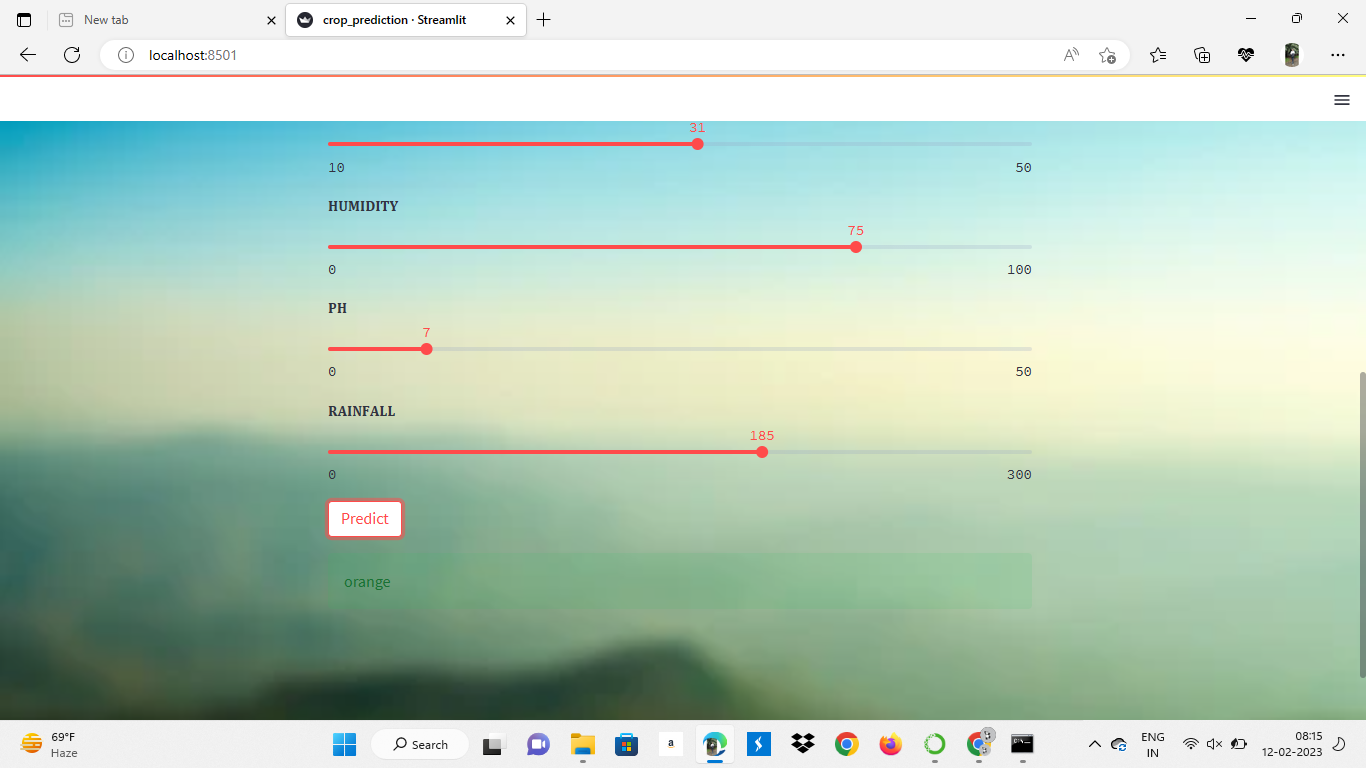 New tab
crop_prediction · Streamlit
localhost:8501
31
10 50
HUMIDITY
75
0 100
PH
7
0 50
RAINFALL
185
0 300
Predict
orange
69°F
Haze
Search
a
ENG
IN
08:15
12-02-2023